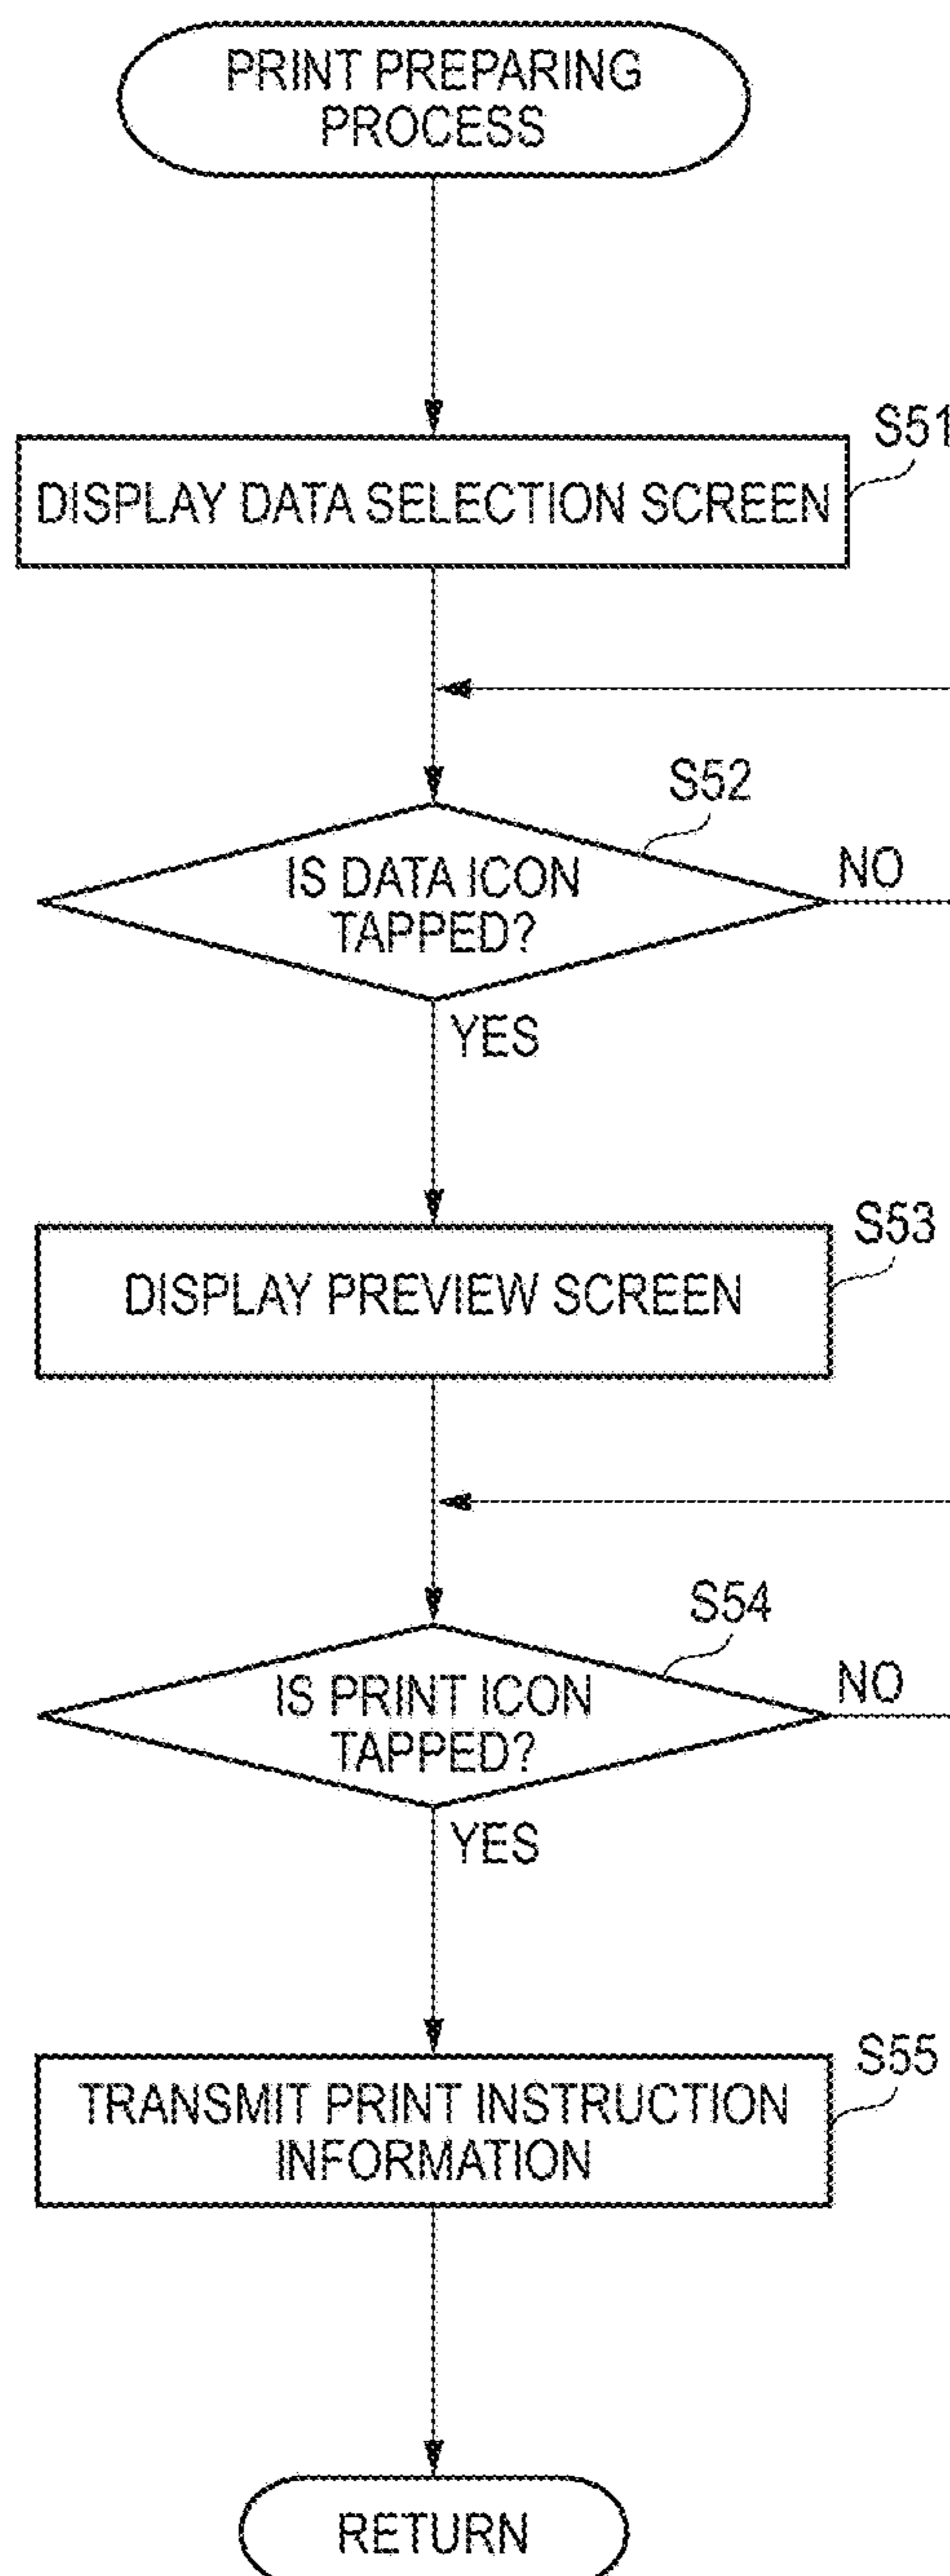 PRINT PREPARING
PROCESS
S51
DISPLAY DATA SELECTION SCREEN
S52
IS DATA ICON
TAPPED?
NO
YES
S53
DISPLAY PREVIEW SCREEN
S54
IS PRINT ICON
TAPPED?
NO
YES
S55
TRANSMIT PRINT INSTRUCTION
INFORMATION
RETURN